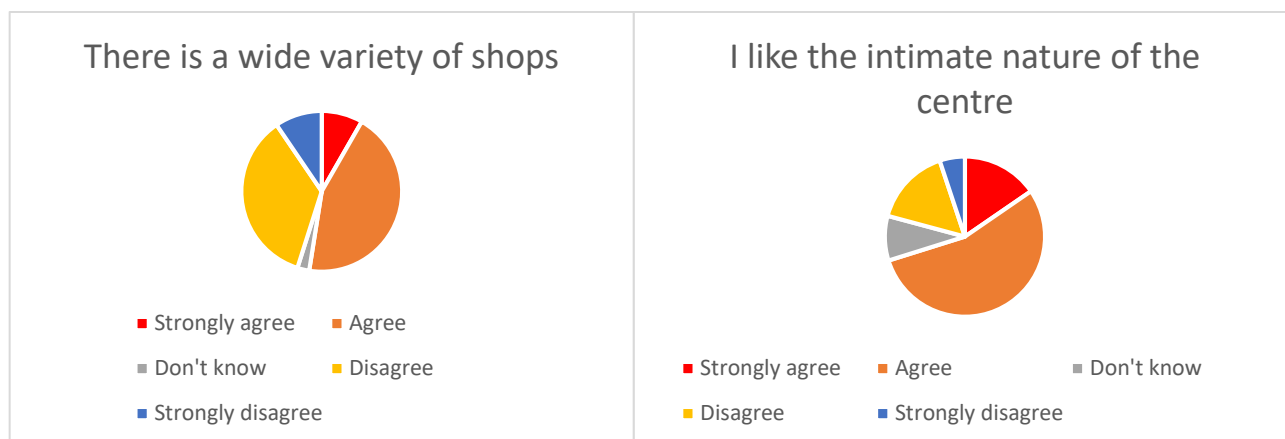 There is a wide variety of shops
Strongly agree
Agree
Don't know
Disagree
Strongly disagree
I like the intimate nature of the
centre
Strongly agree
Agree
Don't know
Disagree
Strongly disagree